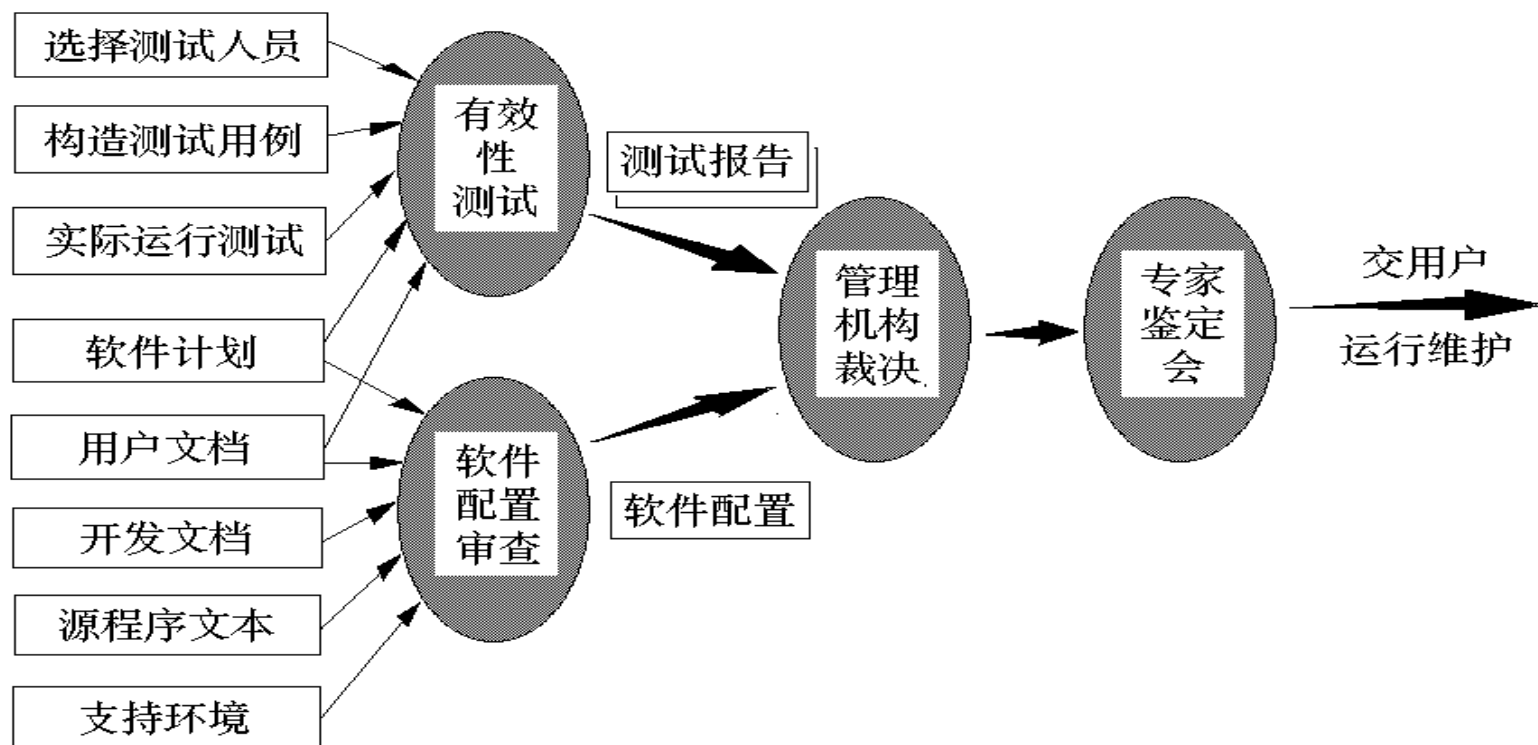 选择测试人员
构造测试用例
实际运行测试
软件计划
用户文档
开发文档
源程序文本
支持环境
有效
性
测试
软件
配置
审查
测试报告
软件配置
管理
机构
裁决
专家
鉴定
会
交用户
运行维护